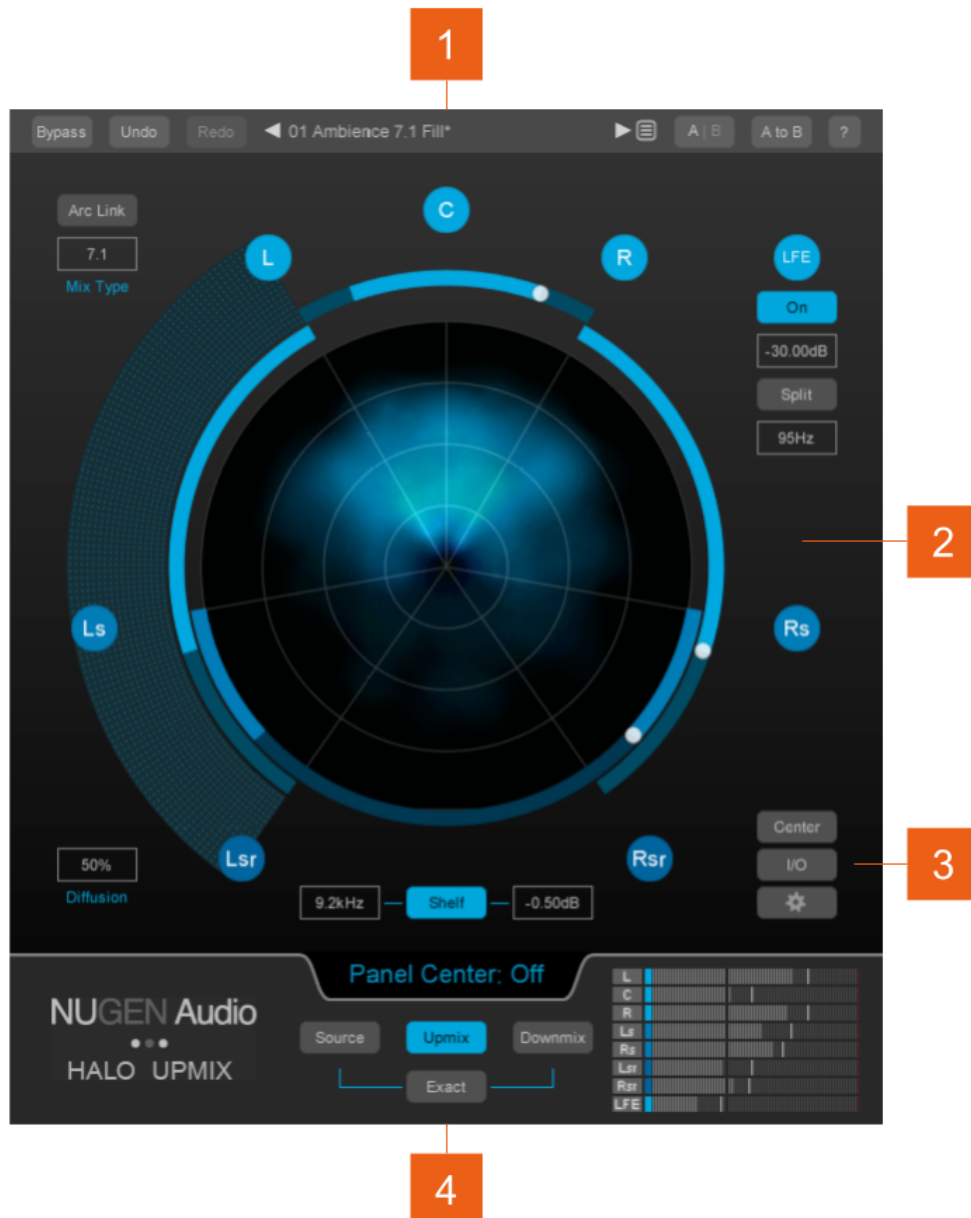 1
Bypass Undo Redo 01 Ambience 7.1 Fill* A | B A to B ?
Arc Link
7.1
Mix Type
C
L
R
LFE
On
-30.00dB
Split
95Hz
2
Ls
Rs
Center
I/O
3
50%
Diffusion
Lsr
Rsr
9.2kHz Shelf -0.50dB
Panel Center: Off
NUGEN Audio
HALO UPMIX
Source Upmix Downmix
Exact
L
C
R
Ls
Rs
Lsr
Rsr
LFE
4